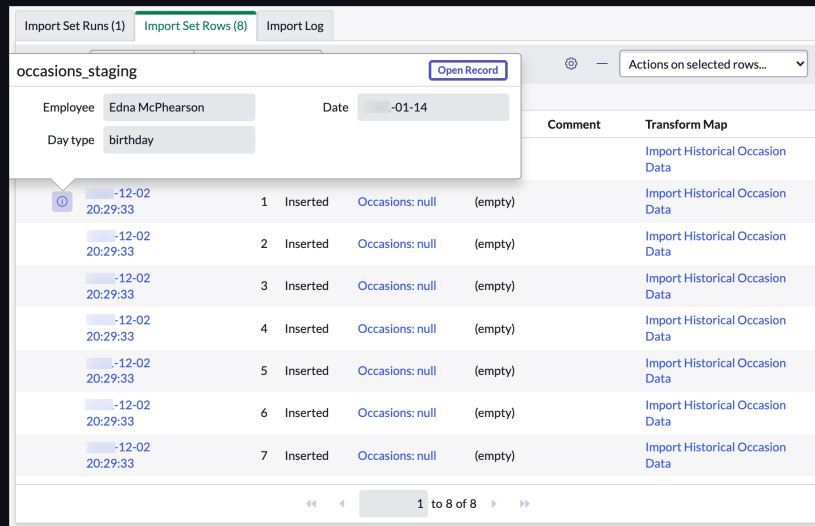 Import Set Runs (1) Import Set Rows (8) Import Log
Actions on selected rows...
occasions_staging Open Record
Employee Edna McPhearson Date -01-14
Day type birthday
Comment Transform Map
Import Historical Occasion
Data
-12-02
20:29:33 1 Inserted Occasions: null (empty) Import Historical Occasion
Data
-12-02
20:29:33 2 Inserted Occasions: null (empty) Import Historical Occasion
Data
-12-02
20:29:33 3 Inserted Occasions: null (empty) Import Historical Occasion
Data
-12-02
20:29:33 4 Inserted Occasions: null (empty) Import Historical Occasion
Data
-12-02
20:29:33 5 Inserted Occasions: null (empty) Import Historical Occasion
Data
-12-02
20:29:33 6 Inserted Occasions: null (empty) Import Historical Occasion
Data
-12-02
20:29:33 7 Inserted Occasions: null (empty) Import Historical Occasion
Data
1 to 8 of 8